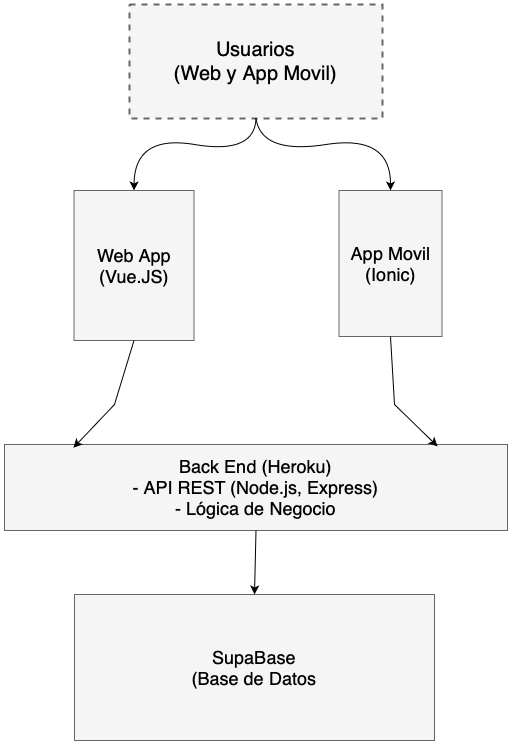 Usuarios
(Web y App Movil)
Web App
(Vue.JS)
App Movil
(Ionic)
Back End (Heroku)
- API REST (Node.js, Express)
- Lógica de Negocio
SupaBase
(Base de Datos